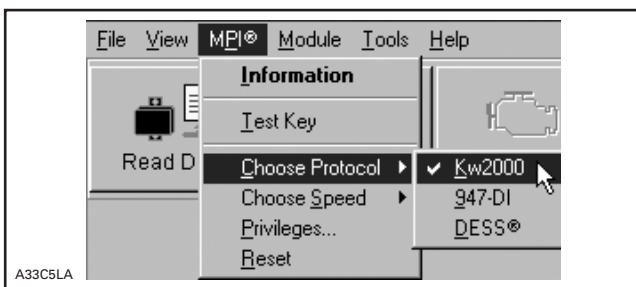 File View MPI® Module Tools Help
Information
Test Key
Read D
Choose Protocol
Kw2000
Choose Speed
947-DI
Privileges...
DESS®
Reset
A33C5LA